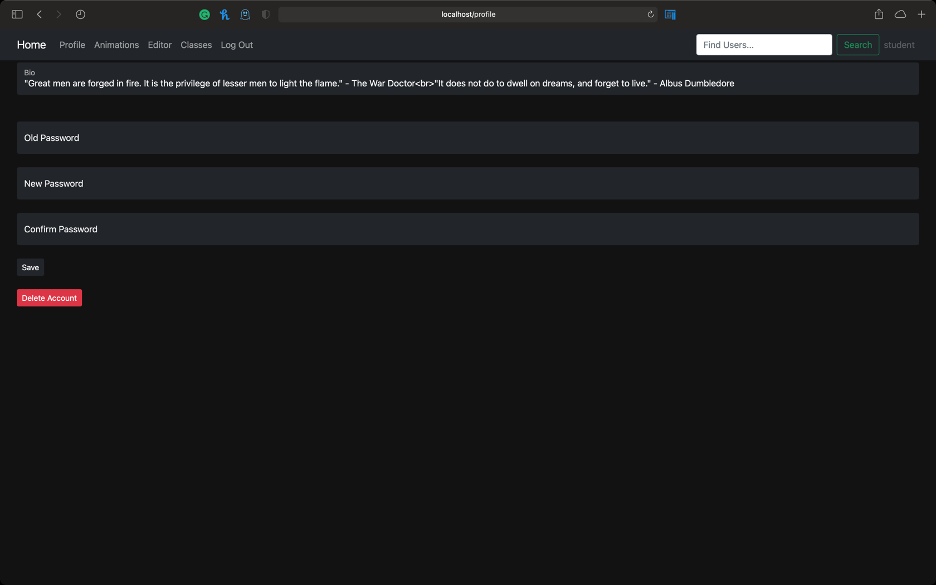 localhost/profile
Home Profile Animations Editor Classes Log Out Find Users... Search student
Bio
"Great men are forged in fire. It is the privilege of lesser men to light the flame." - The War Doctor<br>"It does not do to dwell on dreams, and forget to live." - Albus Dumbledore
Old Password
New Password
Confirm Password
Save
Delete Account